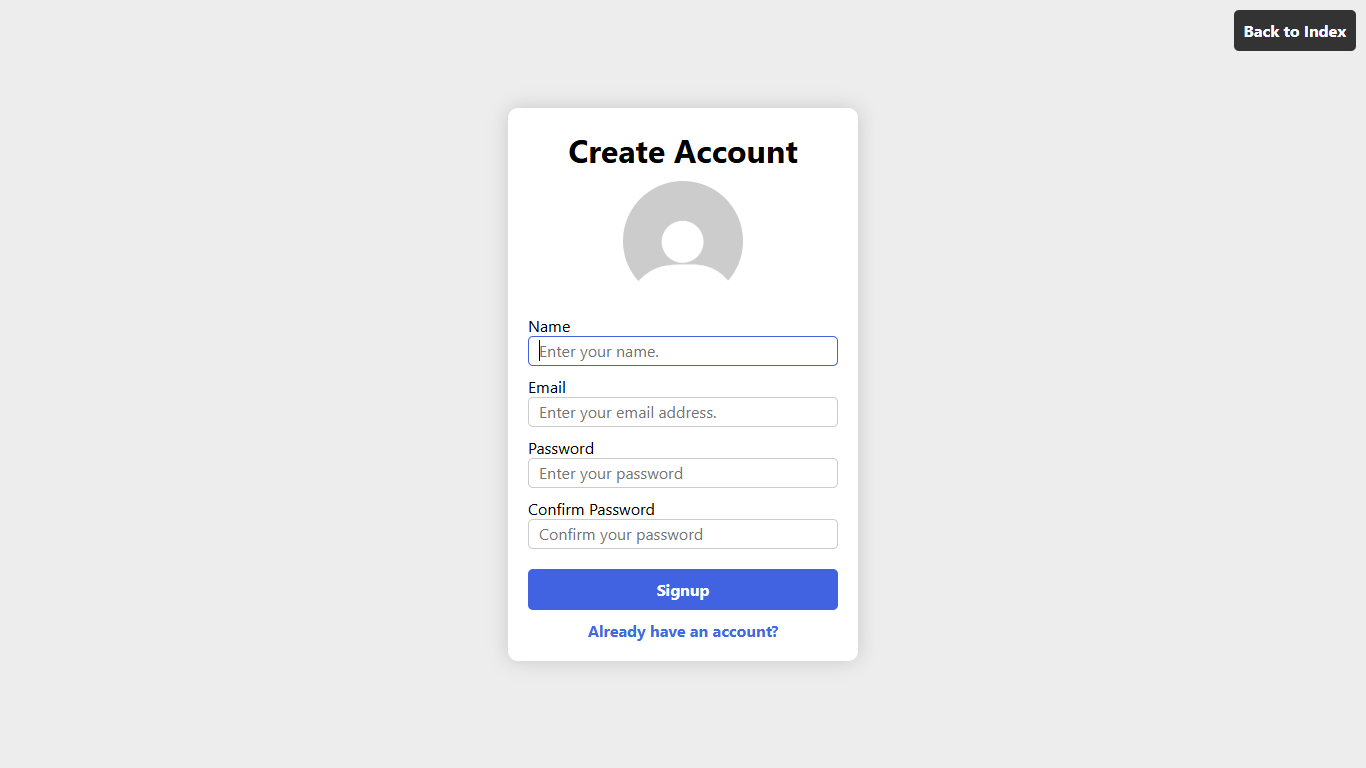 Back to Index
Create Account
Name
Enter your name.
Email
Enter your email address.
Password
Enter your password
Confirm Password
Confirm your password
Signup
Already have an account?